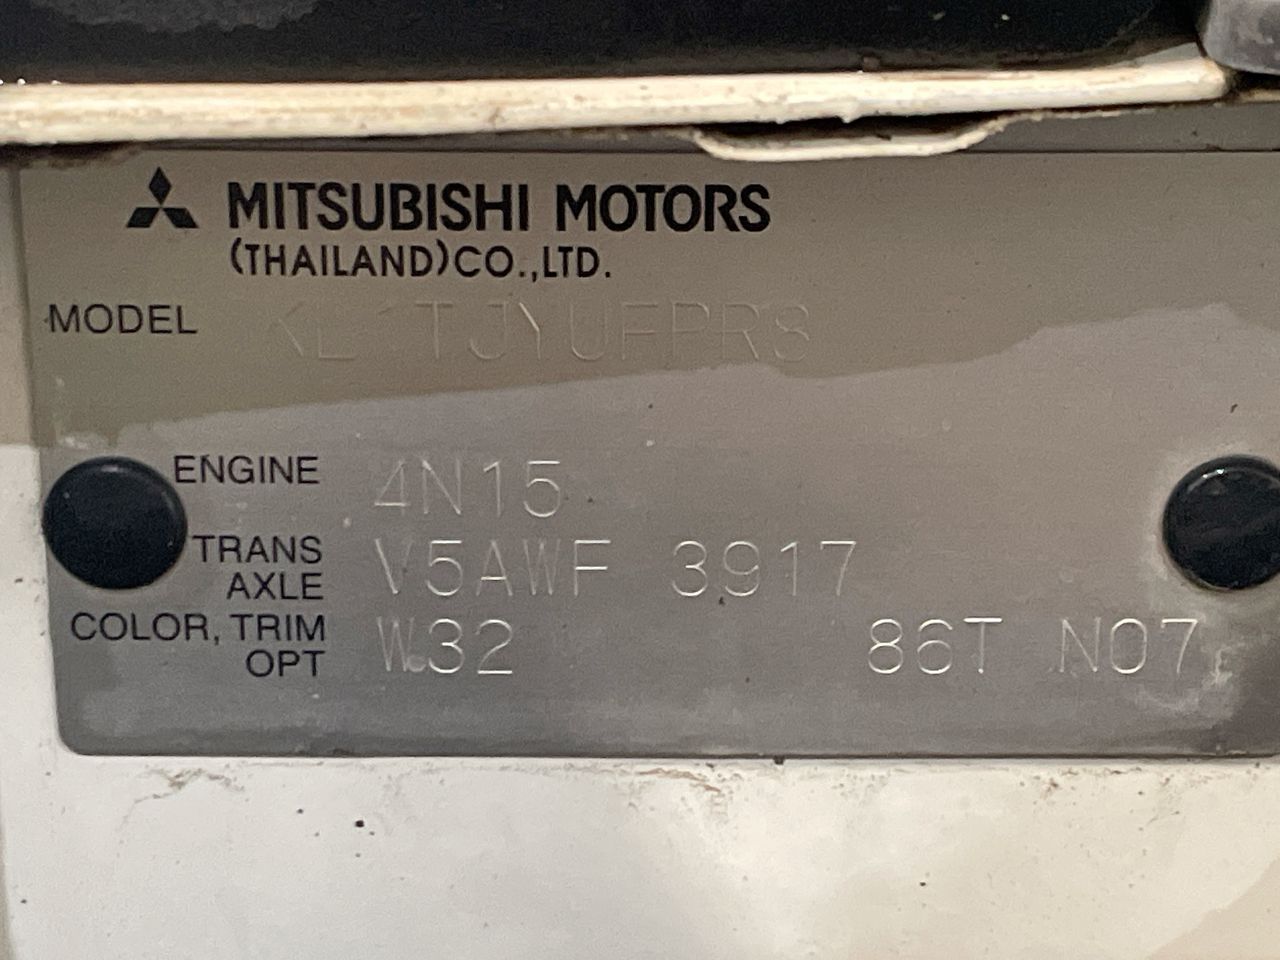 MITSUBISHI MOTORS
(THAILAND)CO.,LTD.
MODEL
ENGINE 4N15
TRANS AXLE V5AWF 3917
COLOR, TRIM OPT W32 86T N07